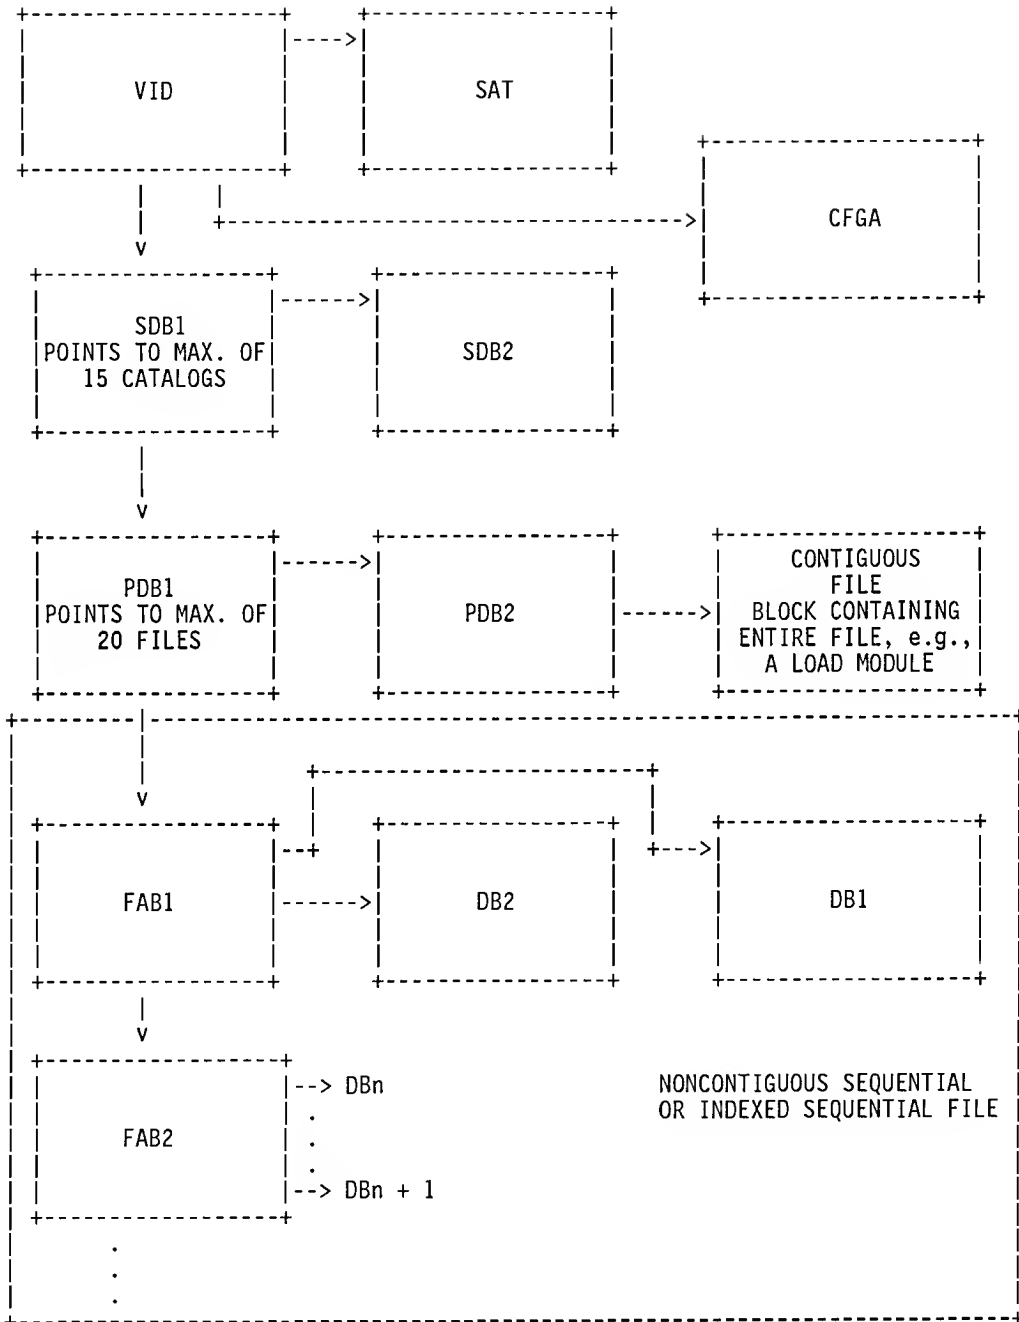 VID
SAT
CFGA
SDB1
POINTS TO MAX. OF
15 CATALOGS
SDB2
PDB1
POINTS TO MAX. OF
20 FILES
PDB2
CONTIGUOUS
FILE
BLOCK CONTAINING
ENTIRE FILE, e.g.,
A LOAD MODULE
FAB1
DB2
DB1
FAB2
DBn
DBn + 1
NONCONTIGUOUS SEQUENTIAL
OR INDEXED SEQUENTIAL FILE